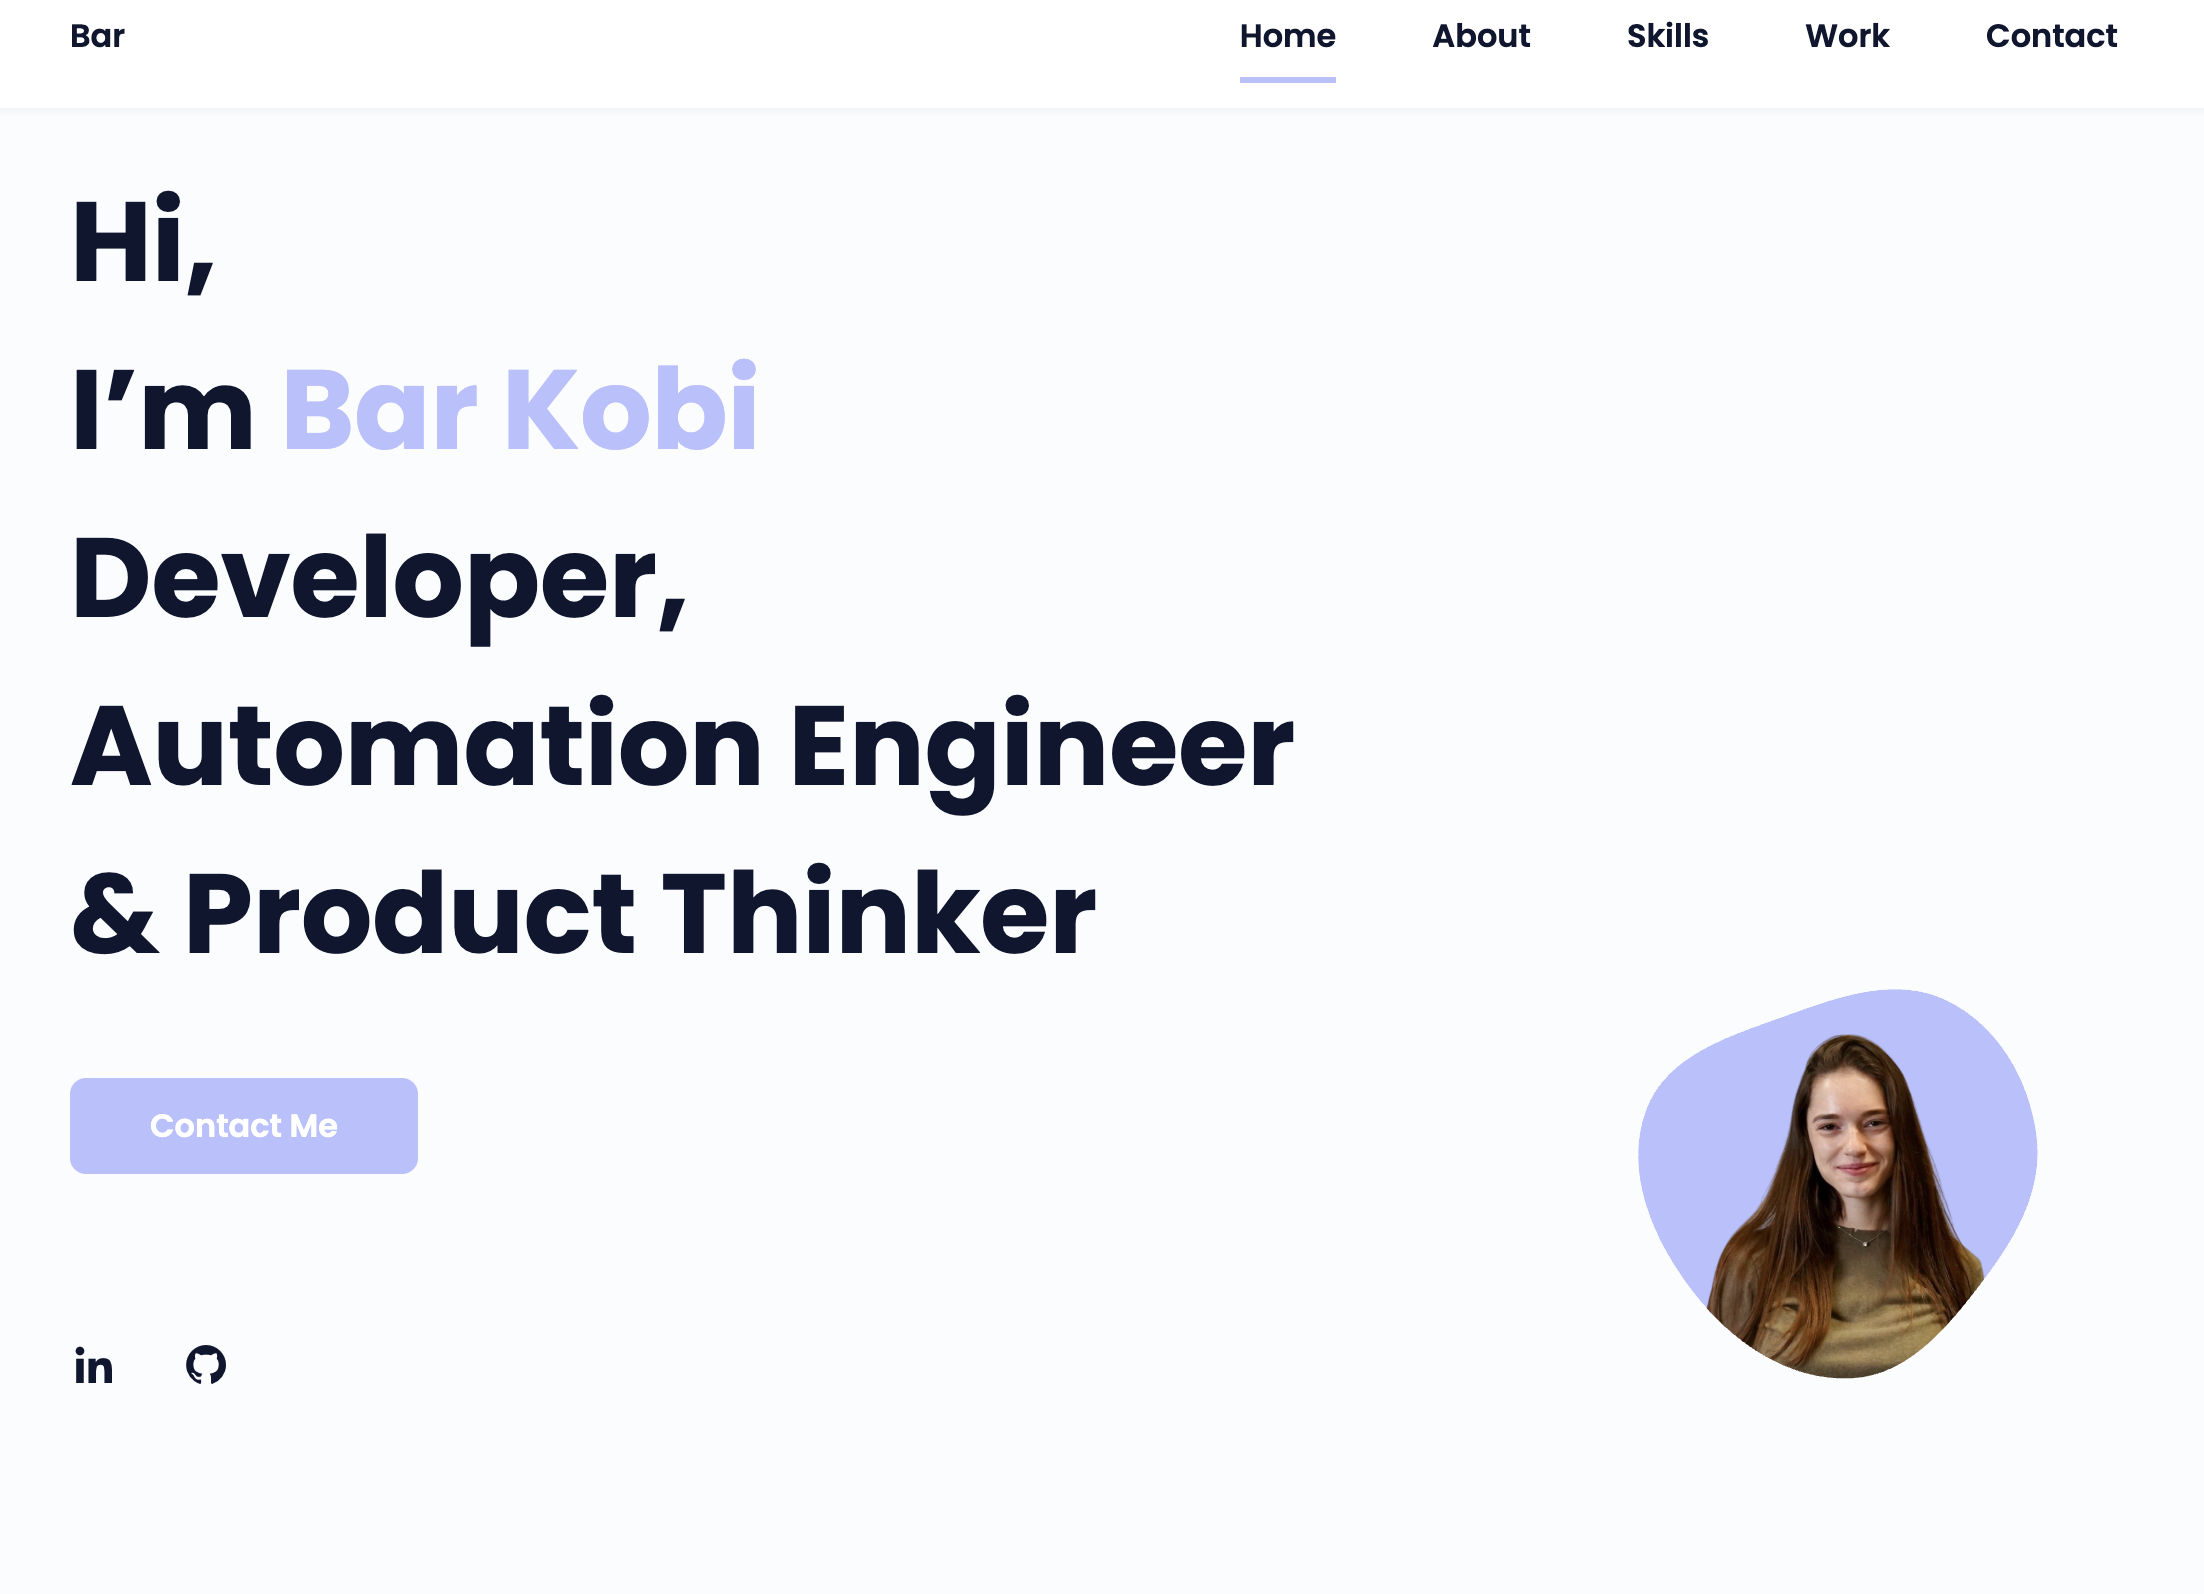 Bar
Home About Skills Work Contact
Hi,
I’m Bar Kobi
Developer,
Automation Engineer
& Product Thinker
Contact Me
in